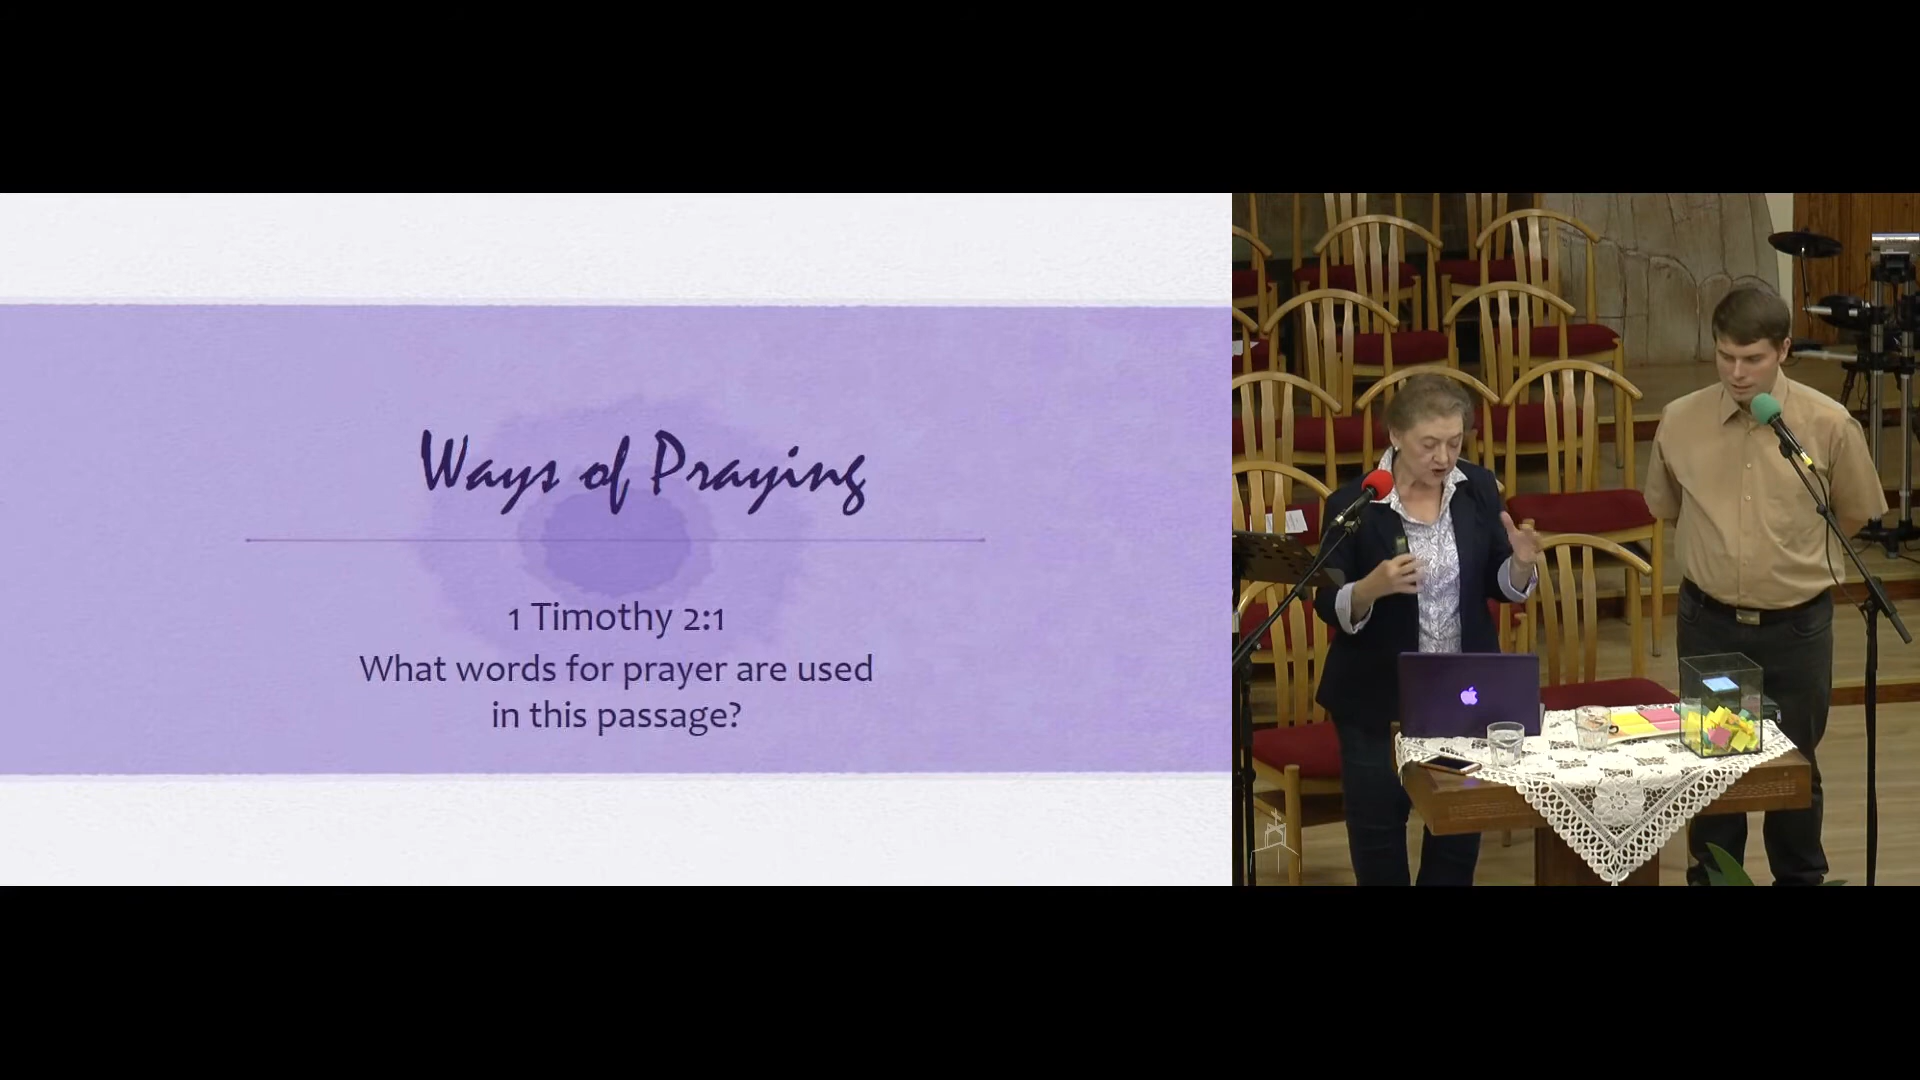 Ways of Praying
1 Timothy 2:1
What words for prayer are used
in this passage?